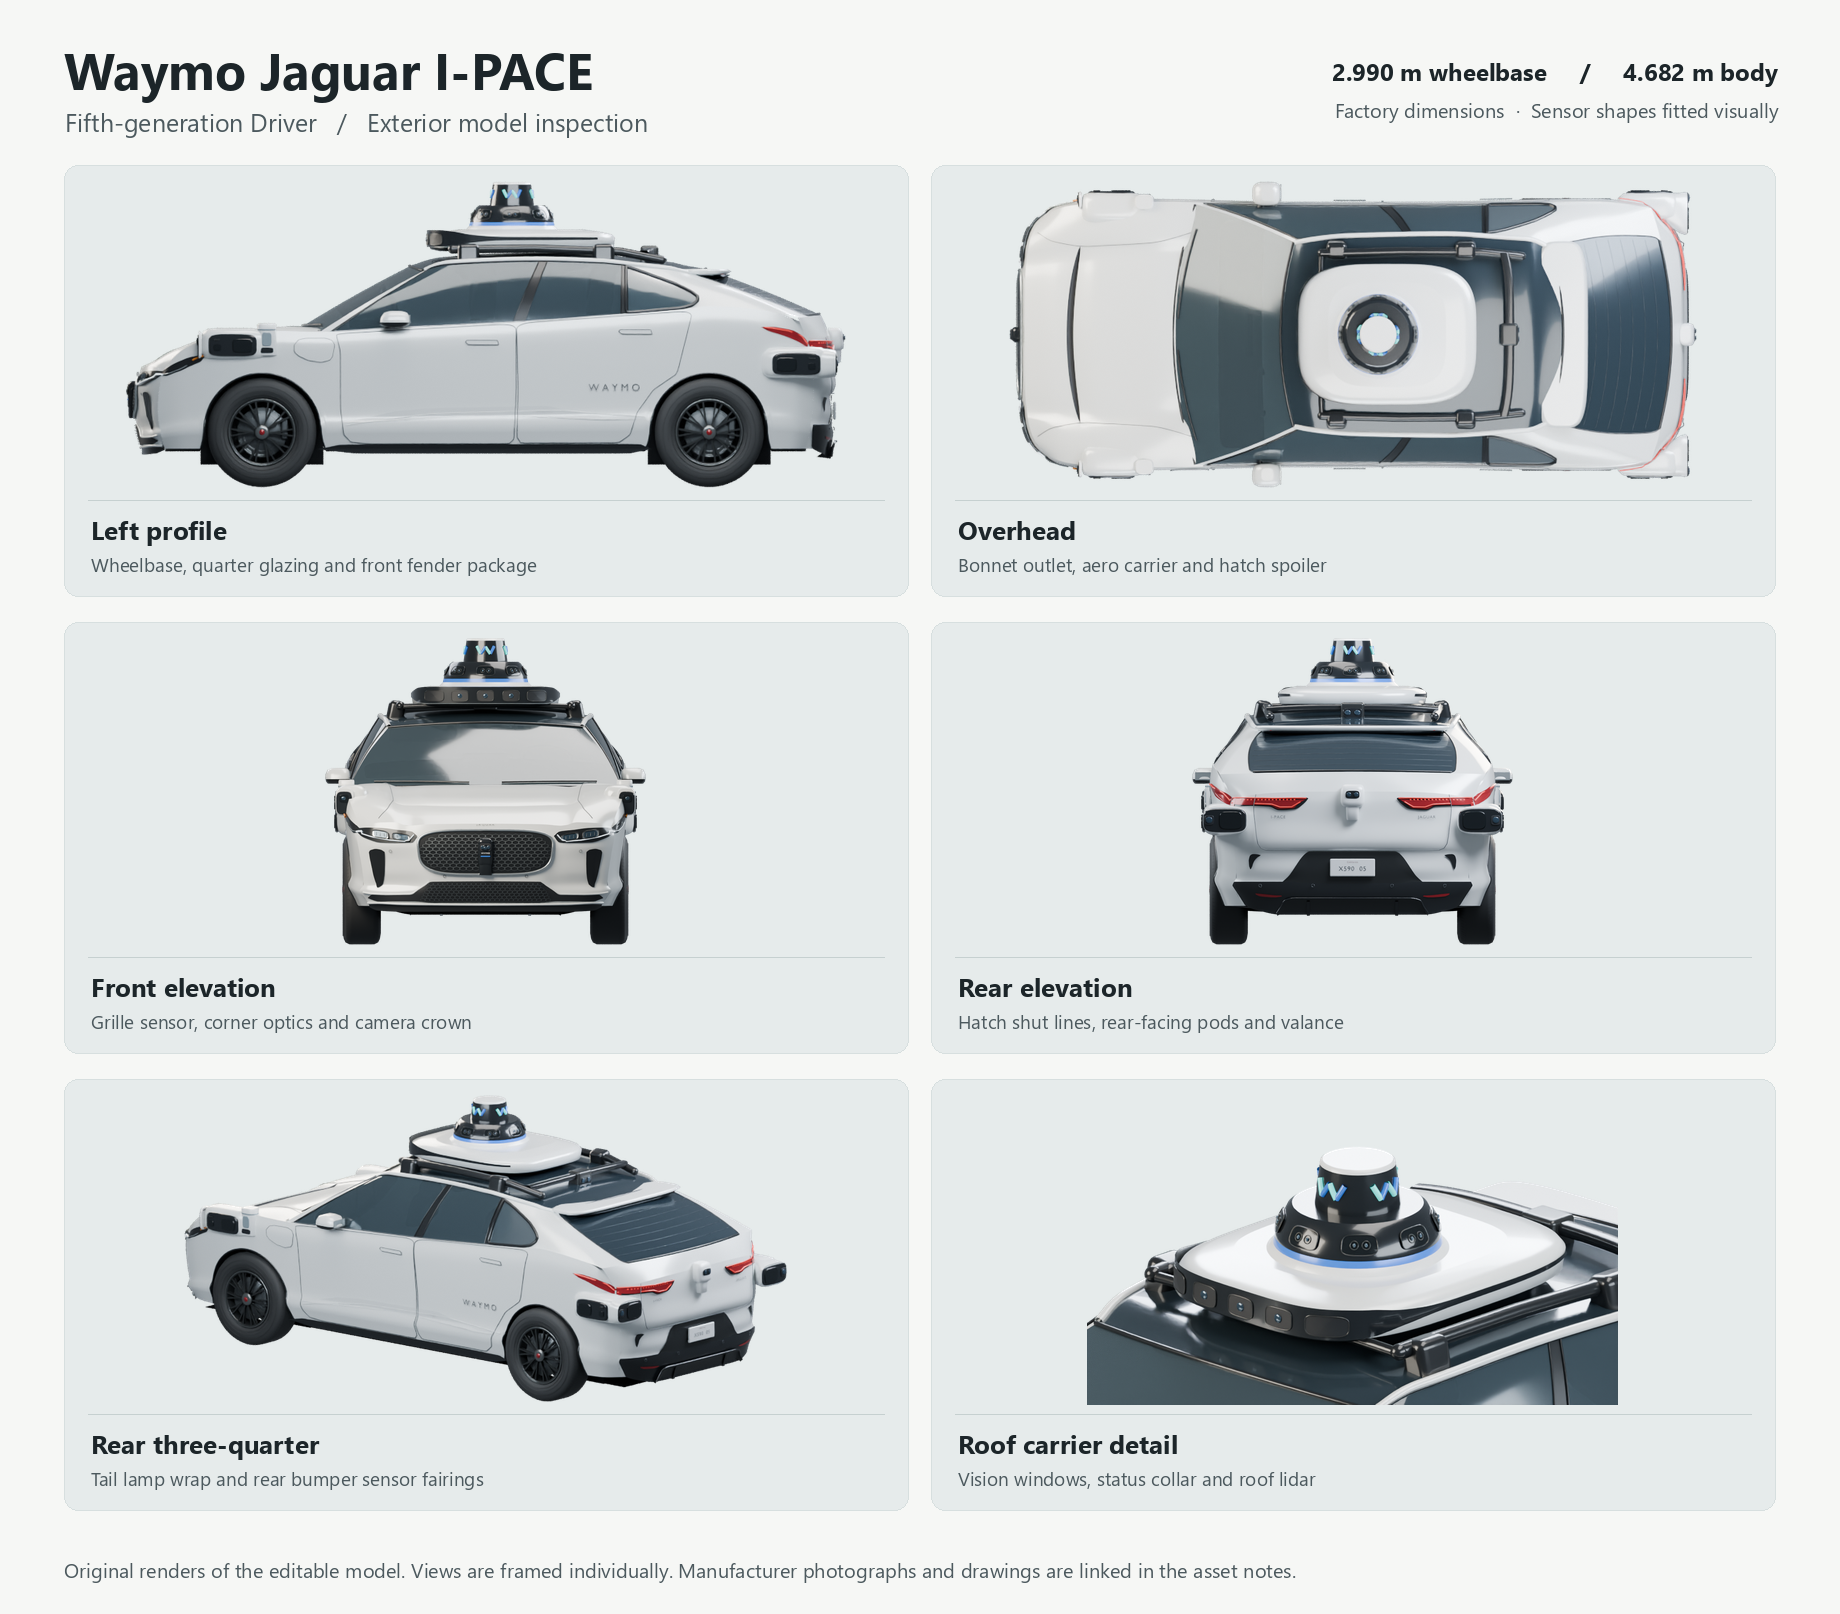 Waymo Jaguar I-PACE
Fifth-generation Driver / Exterior model inspection
2.990 m wheelbase / 4.682 m body
Factory dimensions · Sensor shapes fitted visually
WAYMO
Left profile
Wheelbase, quarter glazing and front fender package
Overhead
Bonnet outlet, aero carrier and hatch spoiler
W
Front elevation
Grille sensor, corner optics and camera crown
W
I-PACE JAGUAR
Rear elevation
Hatch shut lines, rear-facing pods and valance
W W
WAYMO
Rear three-quarter
Tail lamp wrap and rear bumper sensor fairings
W W
Roof carrier detail
Vision windows, status collar and roof lidar
Original renders of the editable model. Views are framed individually. Manufacturer photographs and drawings are linked in the asset notes.